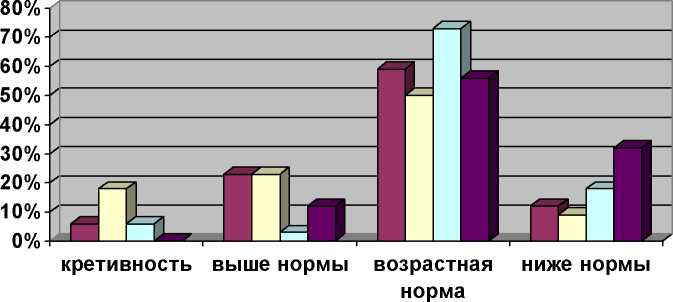 80%
70%
60%
50%
40%
30%
20%
10%
0%
кретивность
выше нормы
возрастная
норма
ниже нормы